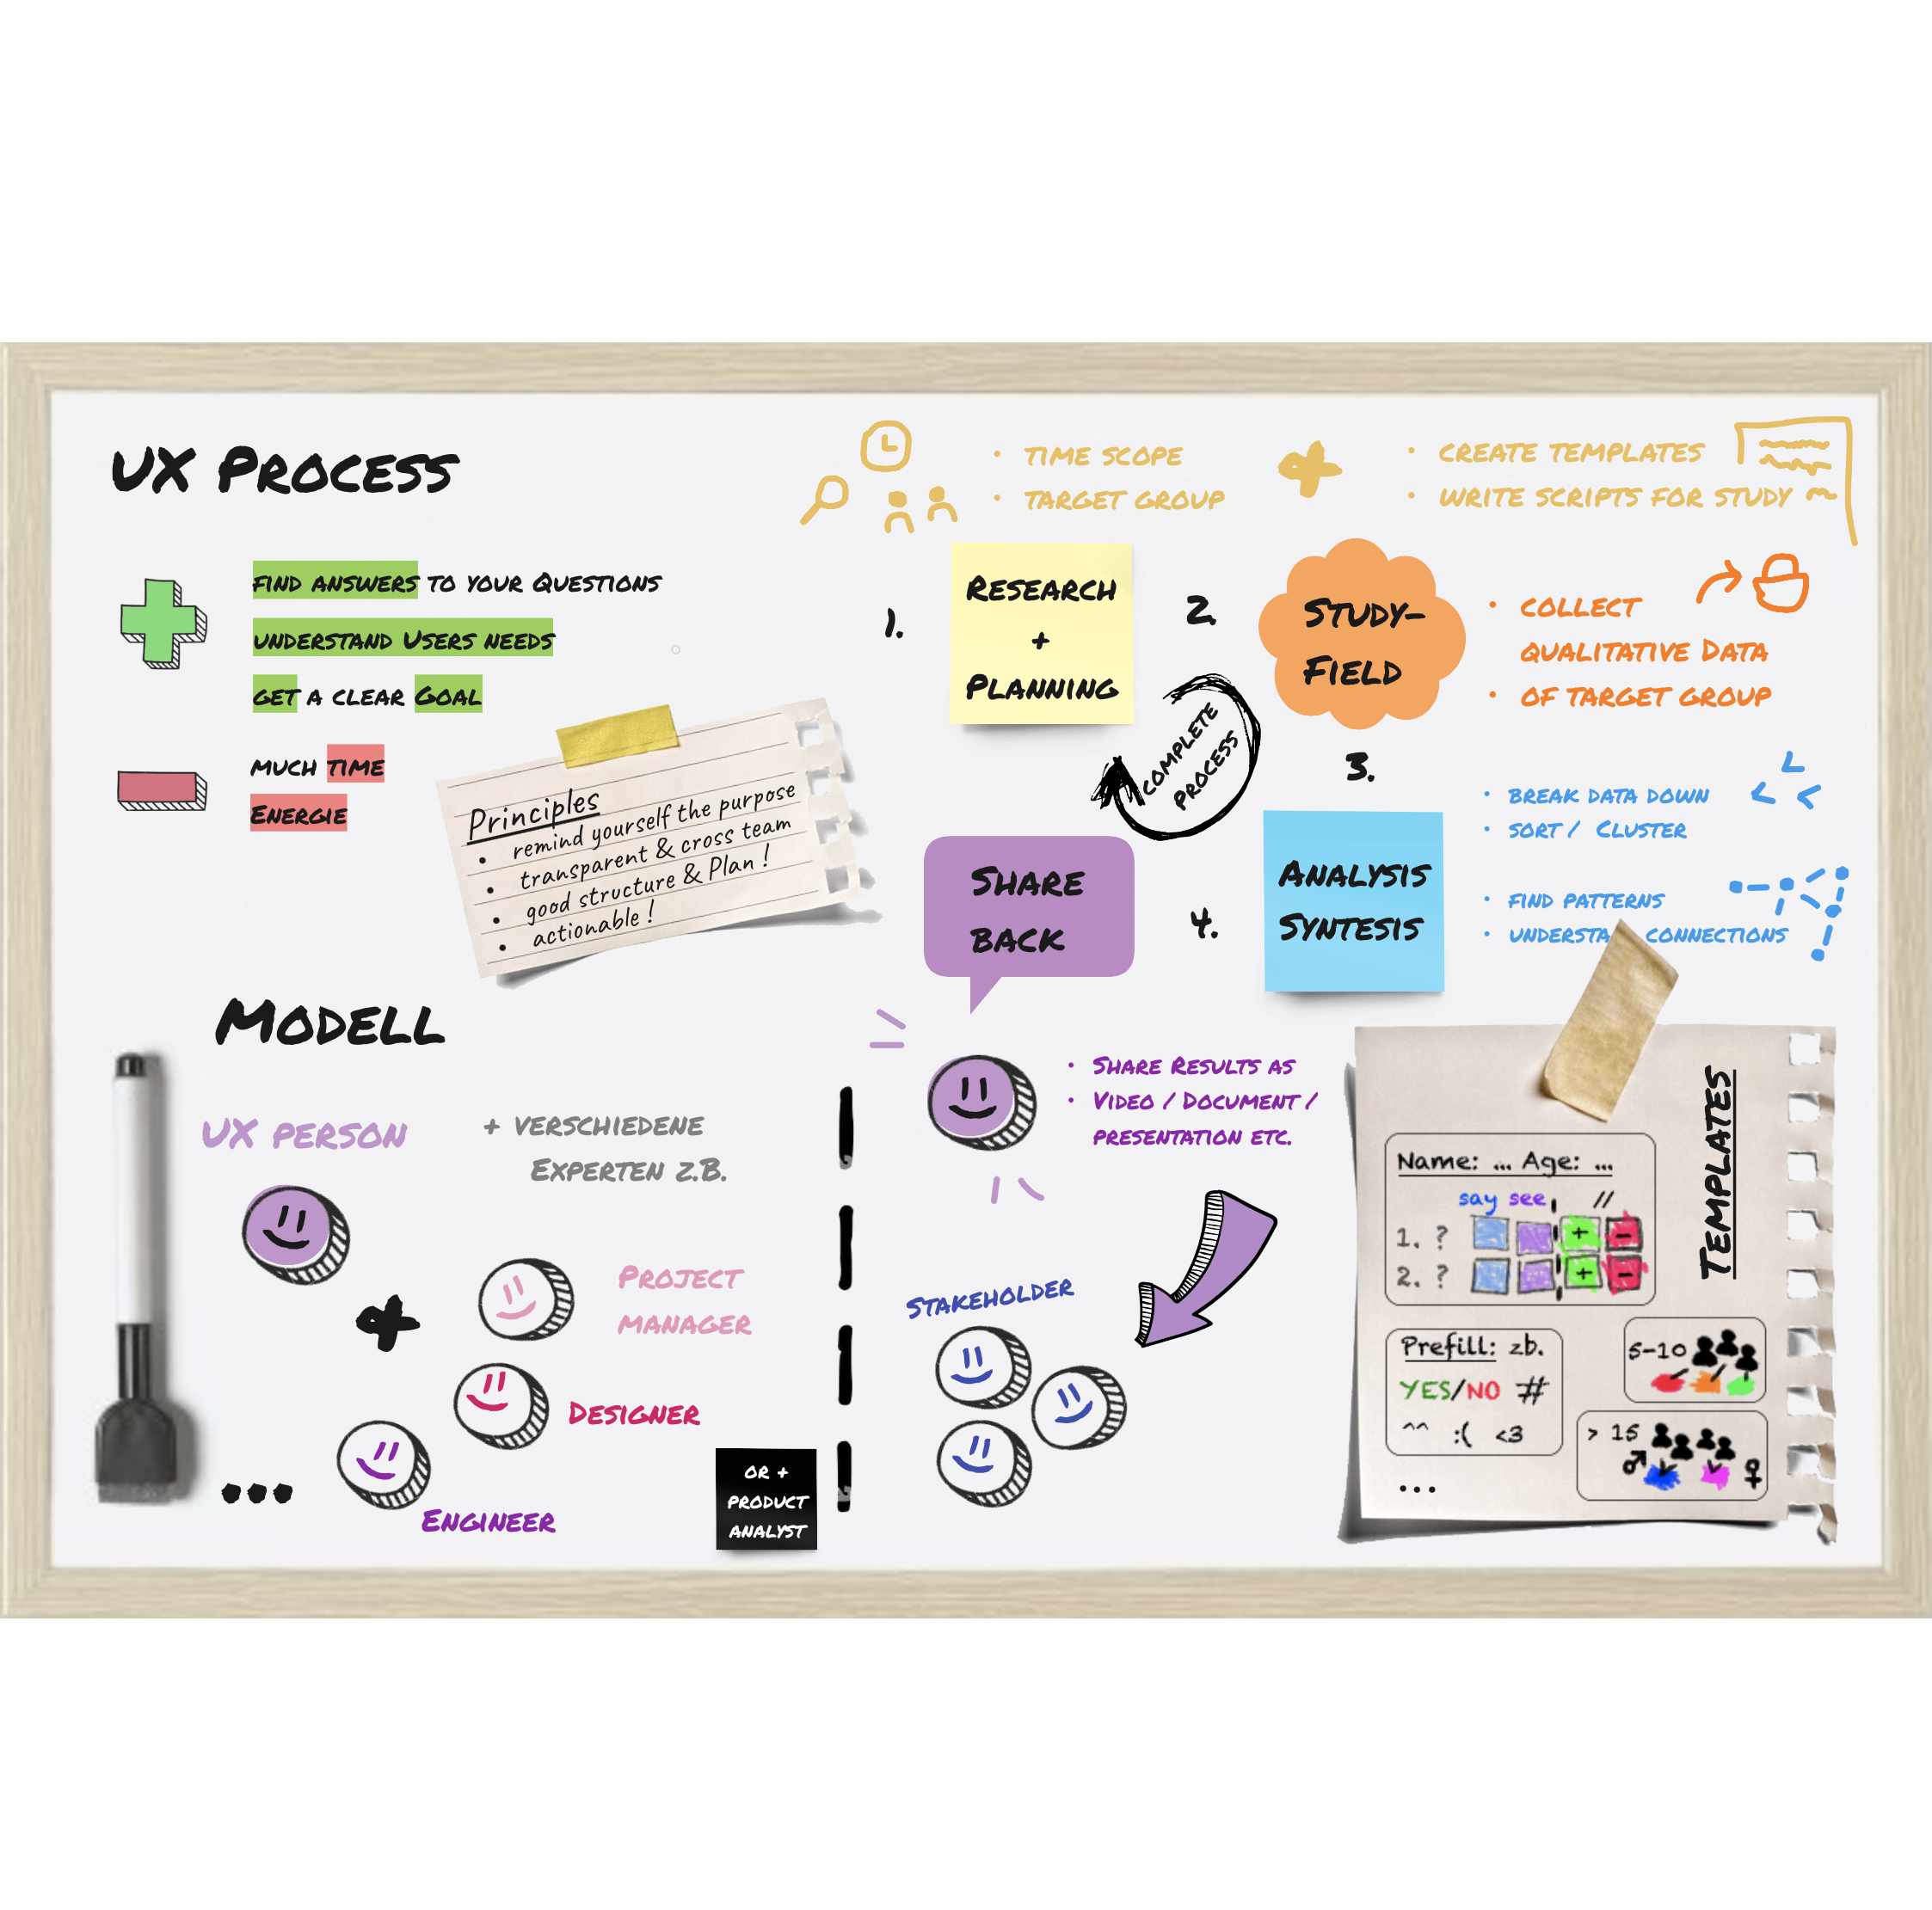 UX Process
find answers to your Questions
understand Users needs
get a clear Goal
much time
Energie
Principles
• remind yourself the purpose
• transparent & cross team
• good structure & Plan !
• actionable !
• time scope
• target group
• create templates
• write scripts for study
1.
Research
+
Planning
2.
Study-
Field
• collect
qualitative Data
• of target group
complete
process
3.
Analysis
Syntesis
• break data down
• sort / Cluster
• find patterns
• understa connections
4.
Share
back
• Share Results as
• Video / Document /
presentation etc.
Stakeholder
Modell
UX person
+ verschiedene
Experten z.B.
Project
manager
Designer
Engineer
...
or +
product
analyst
Templates
Name: ... Age: ...
say see //
1. ? + -
2. ? + -
Prefill: zb.
YES/NO #
^^ :( <3
...
5-10
> 15
♂ ♀